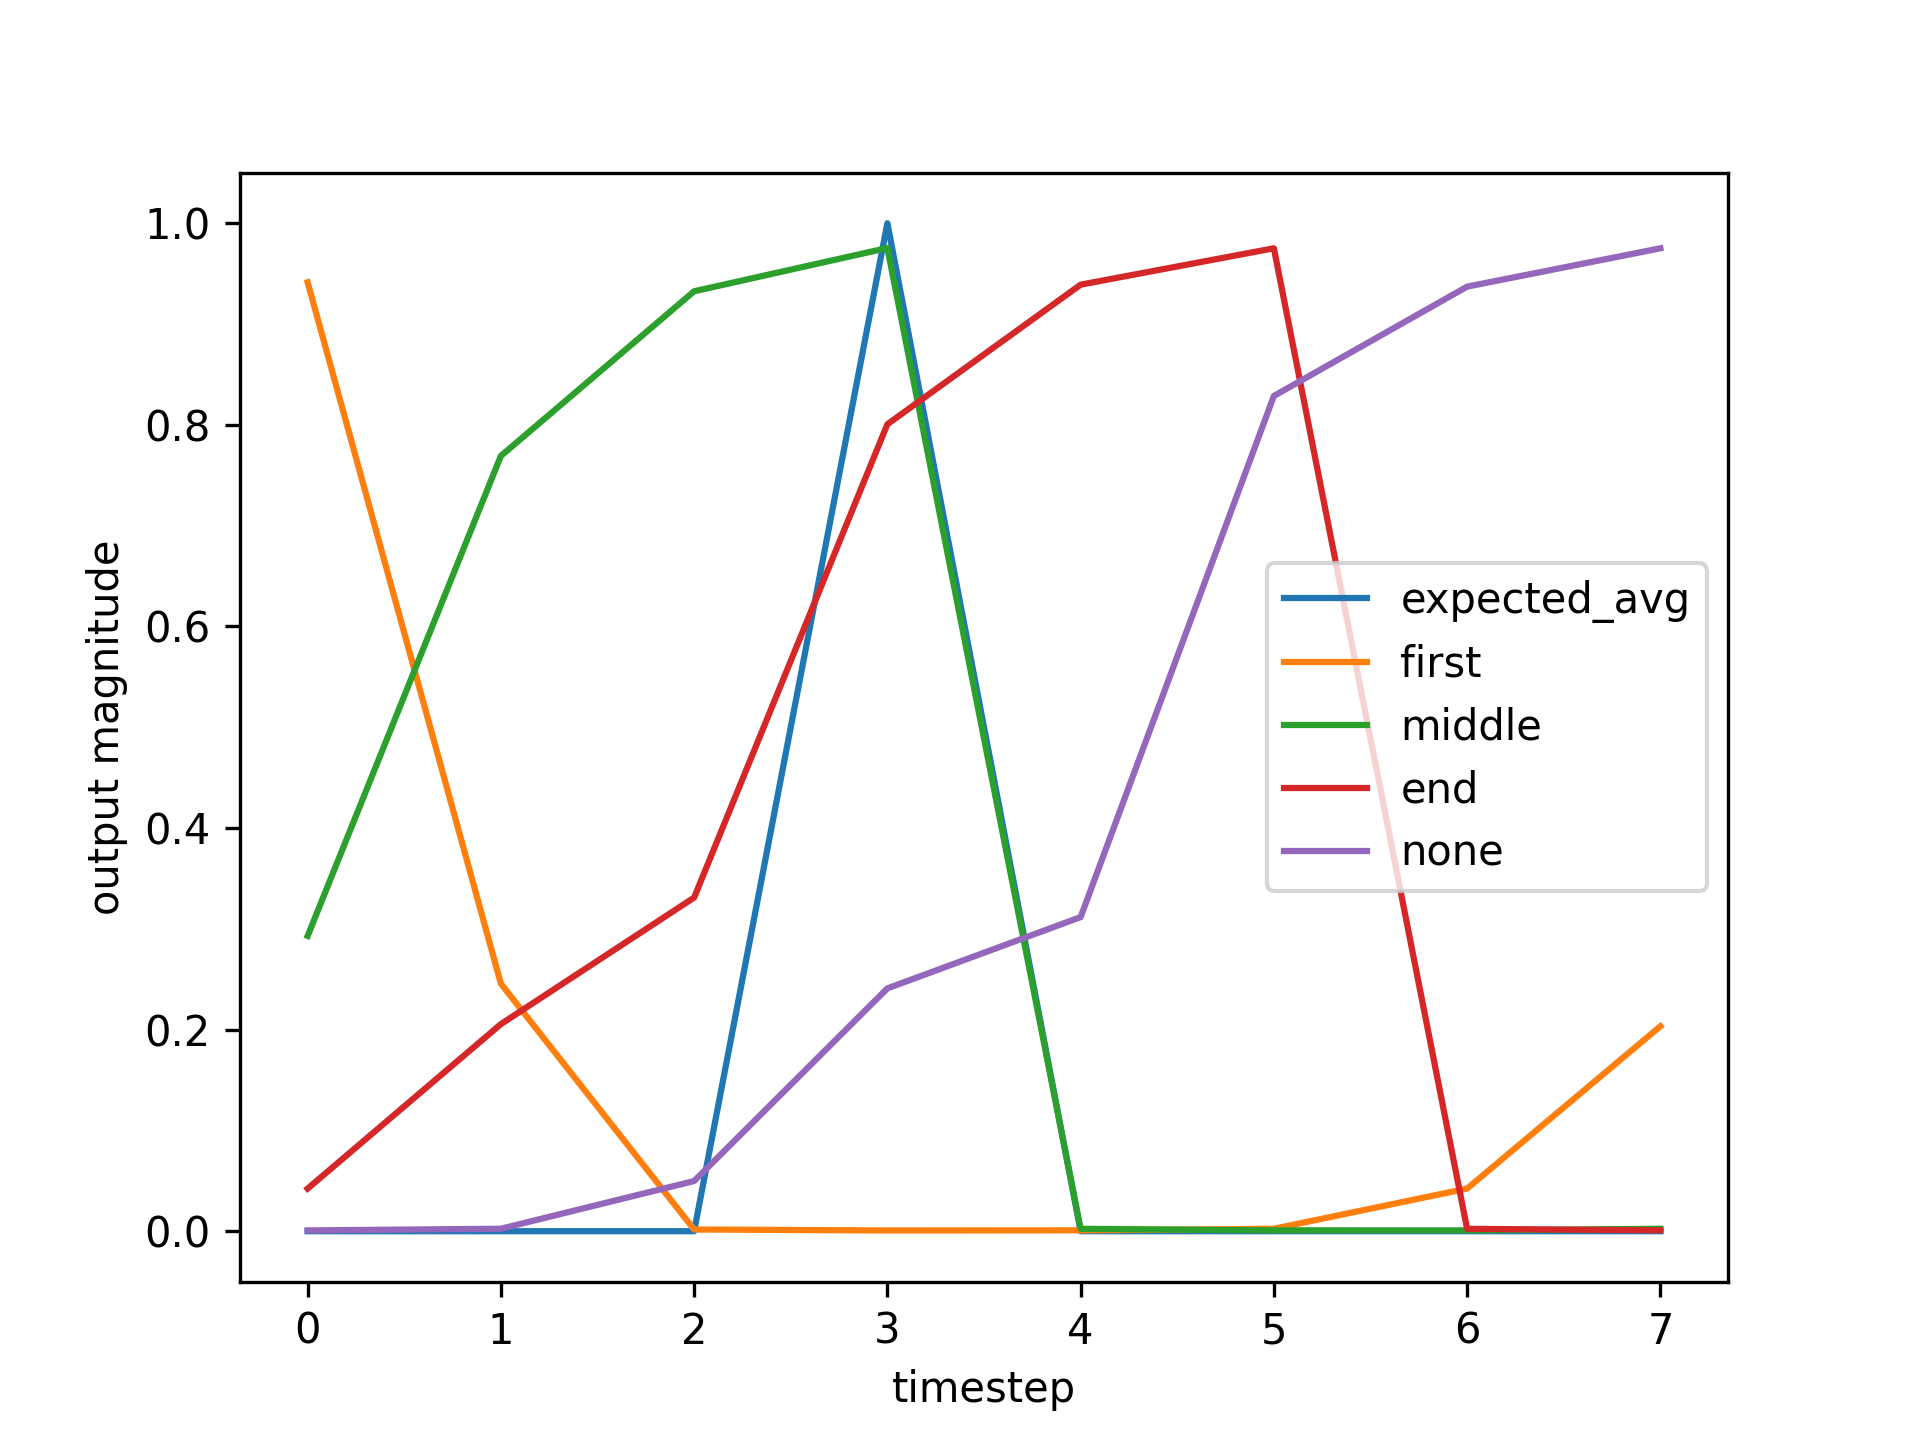 1.0
0.8
0.6
0.4
0.2
0.0
output magnitude
0 1 2 3 4 5 6 7
timestep
expected_avg
first
middle
end
none